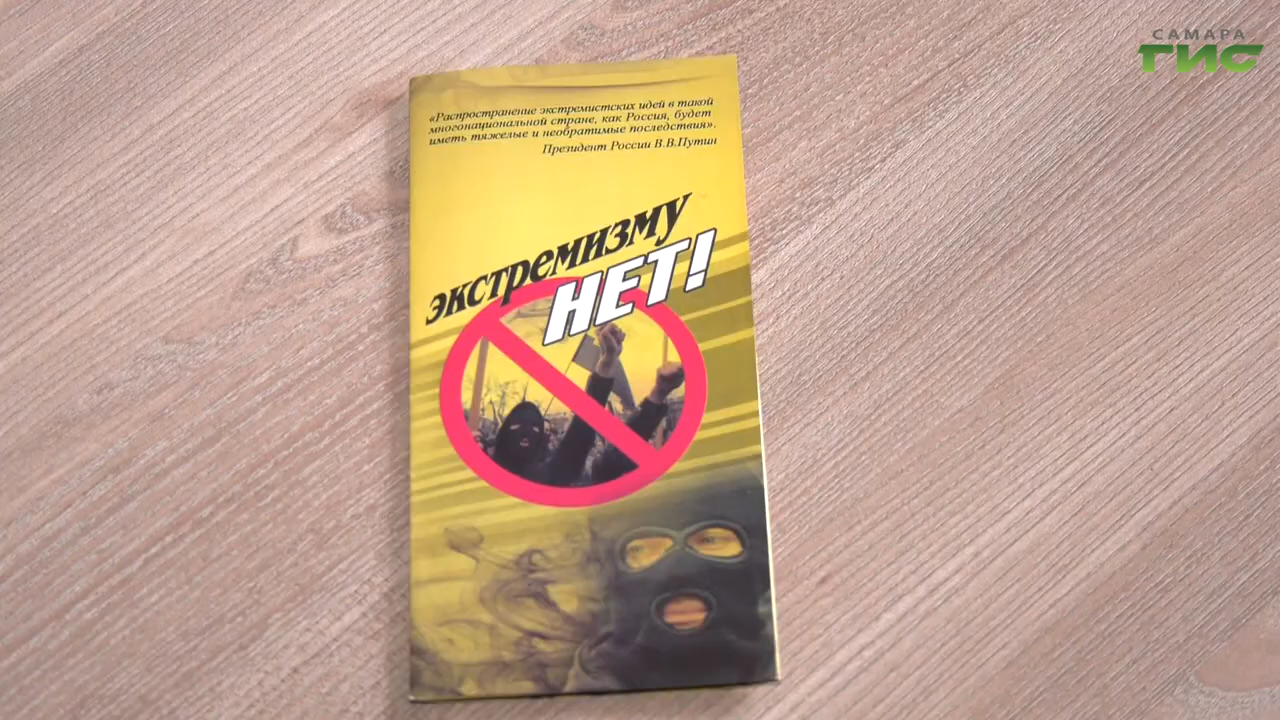 САМАРА
ГИС
«Распространение экстремистских идей в такой
многонациональной стране, как Россия, будет
иметь тяжелые и необратимые последствия».
Президент России В.В.Путин
экстремизму
НЕТ!